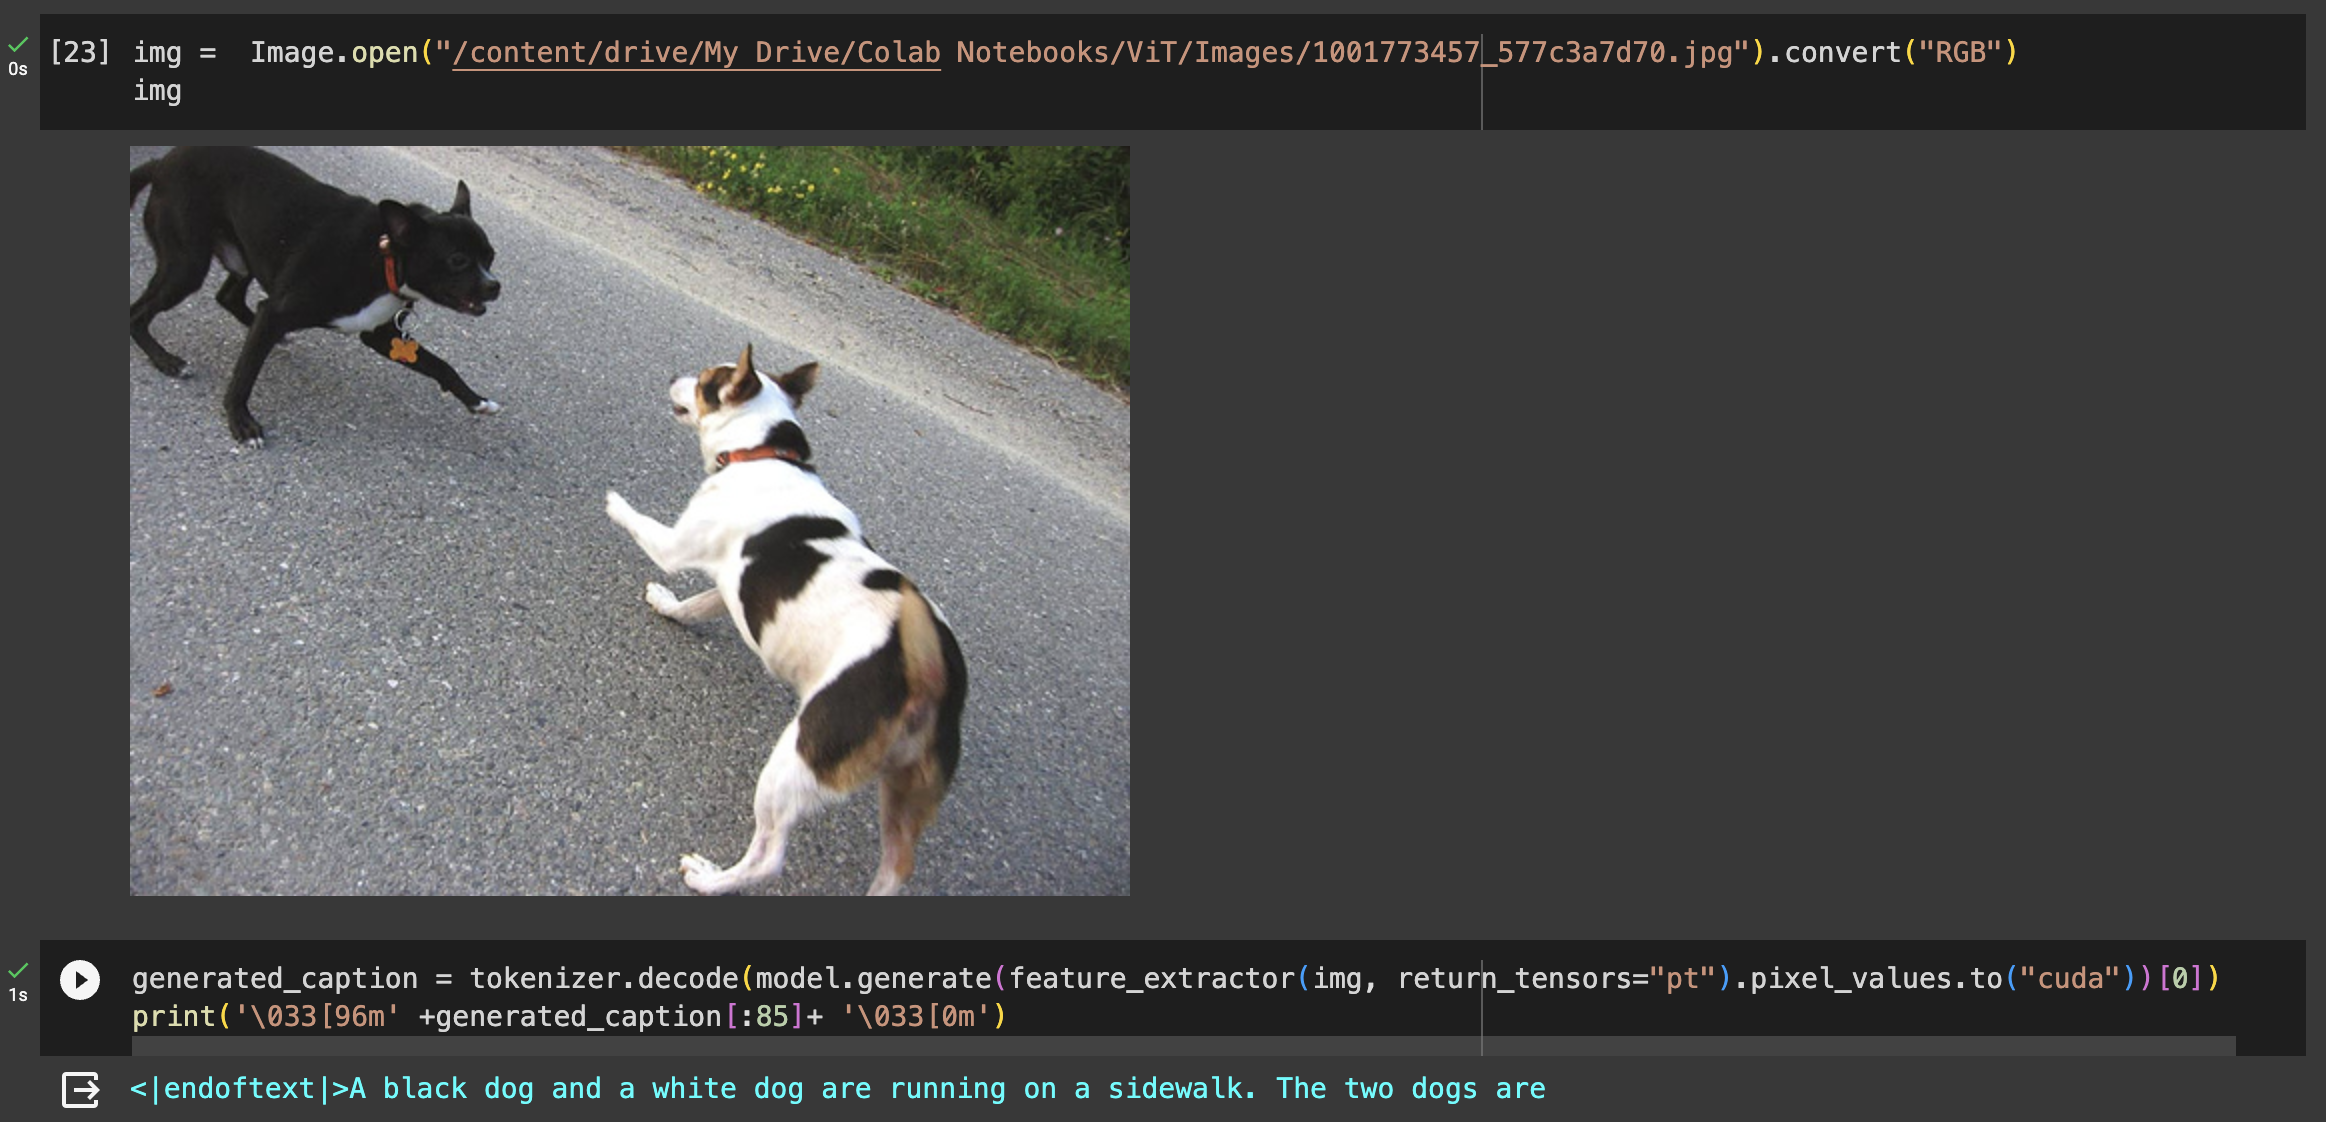 [23] img =  Image.open("/content/drive/My Drive/Colab Notebooks/ViT/Images/1001773457_577c3a7d70.jpg").convert("RGB")
0s
img
generated_caption = tokenizer.decode(model.generate(feature_extractor(img, return_tensors="pt").pixel_values.to("cuda"))[0])
1s
print('\033[96m' +generated_caption[:85]+ '\033[0m')
<|endoftext|>A black dog and a white dog are running on a sidewalk. The two dogs are